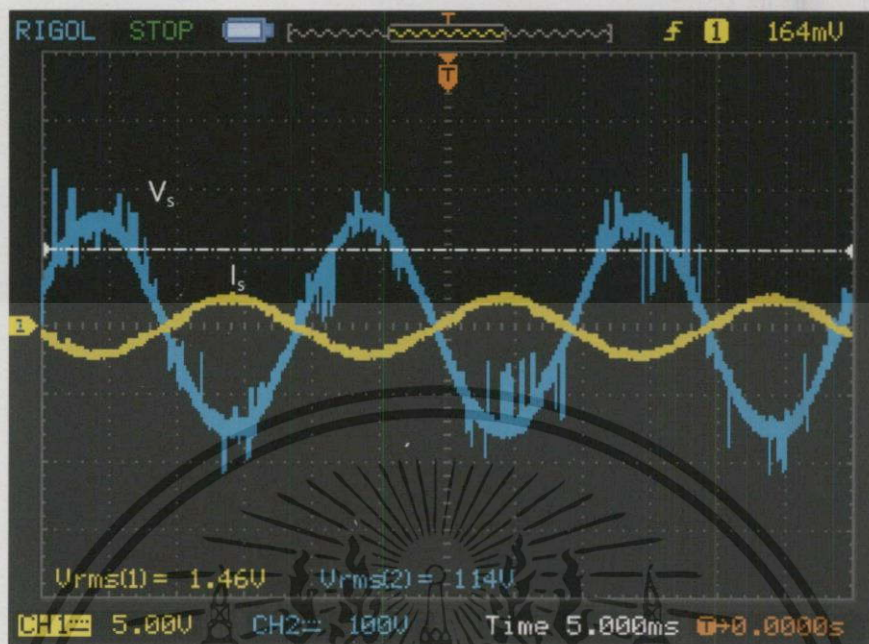 RIGOL STOP T 1 164mV
T
Vs
Is
1
Vrms(1)= 1.46V Vrms(2)= 114V
CH1 5.00V CH2 100V Time 5.000ms T→0.0000s